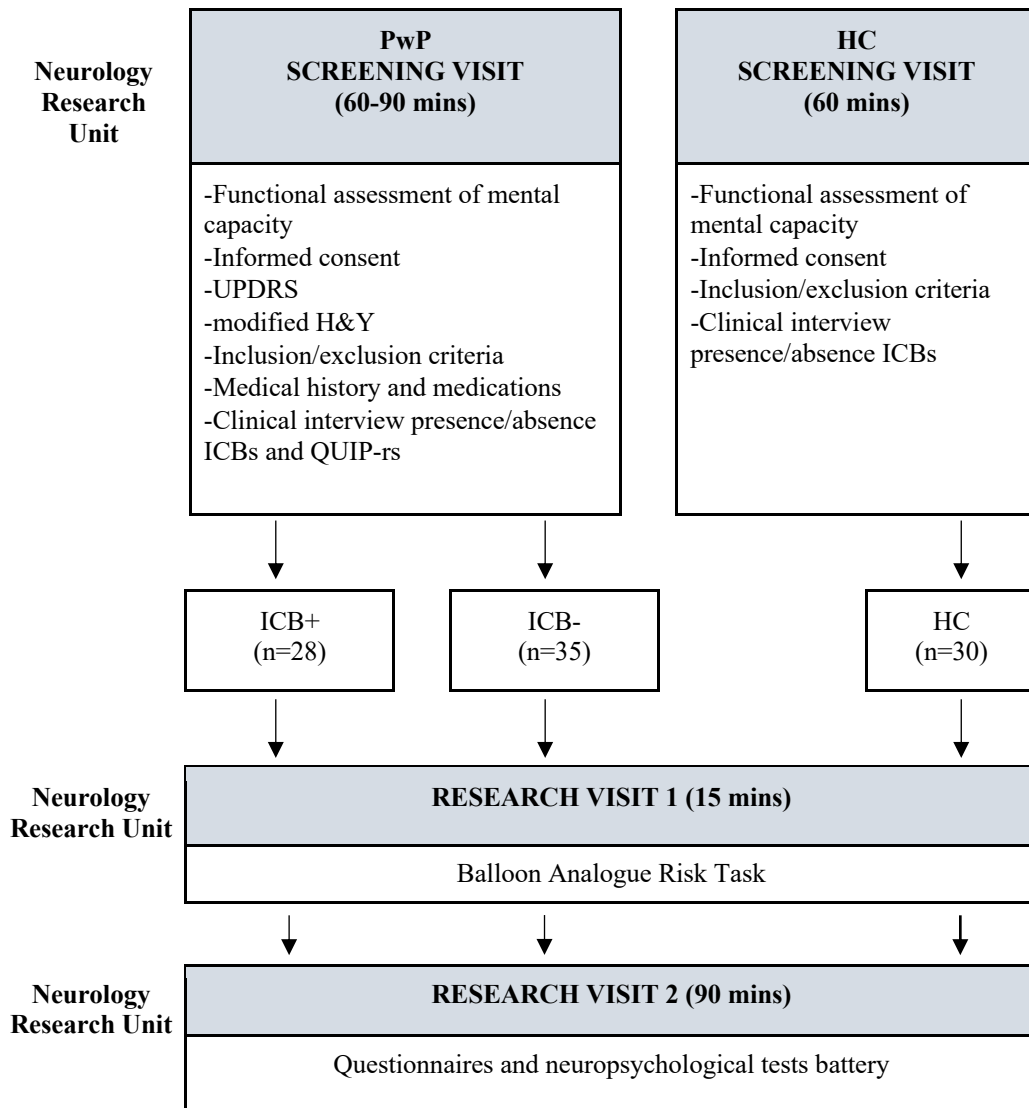 Neurology
Research
Unit
PwP
SCREENING VISIT
(60-90 mins)
HC
SCREENING VISIT
(60 mins)
-Functional assessment of mental
capacity
-Informed consent
-UPDRS
-modified H&Y
-Inclusion/exclusion criteria
-Medical history and medications
-Clinical interview presence/absence
ICBs and QUIP-rs
-Functional assessment of
mental capacity
-Informed consent
-Inclusion/exclusion criteria
-Clinical interview
presence/absence ICBs
ICB+
(n=28)
ICB-
(n=35)
HC
(n=30)
Neurology
Research Unit
RESEARCH VISIT 1 (15 mins)
Balloon Analogue Risk Task
Neurology
Research Unit
RESEARCH VISIT 2 (90 mins)
Questionnaires and neuropsychological tests battery